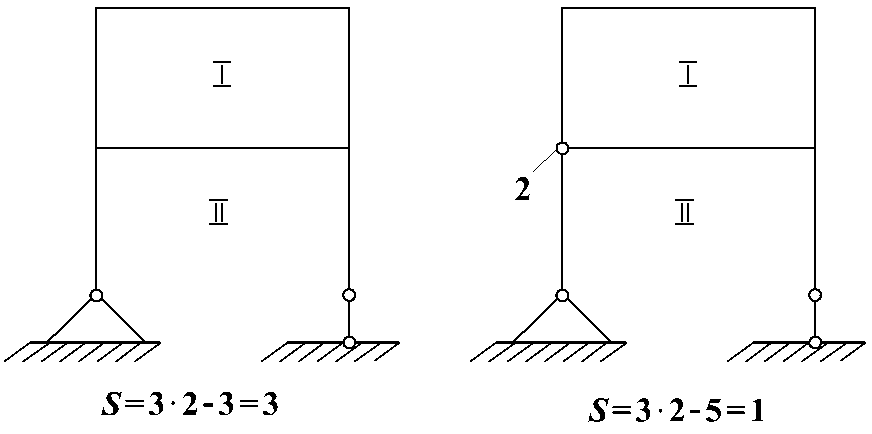 I
I
2
II
II
S=3·2-3=3
S=3·2-5=1